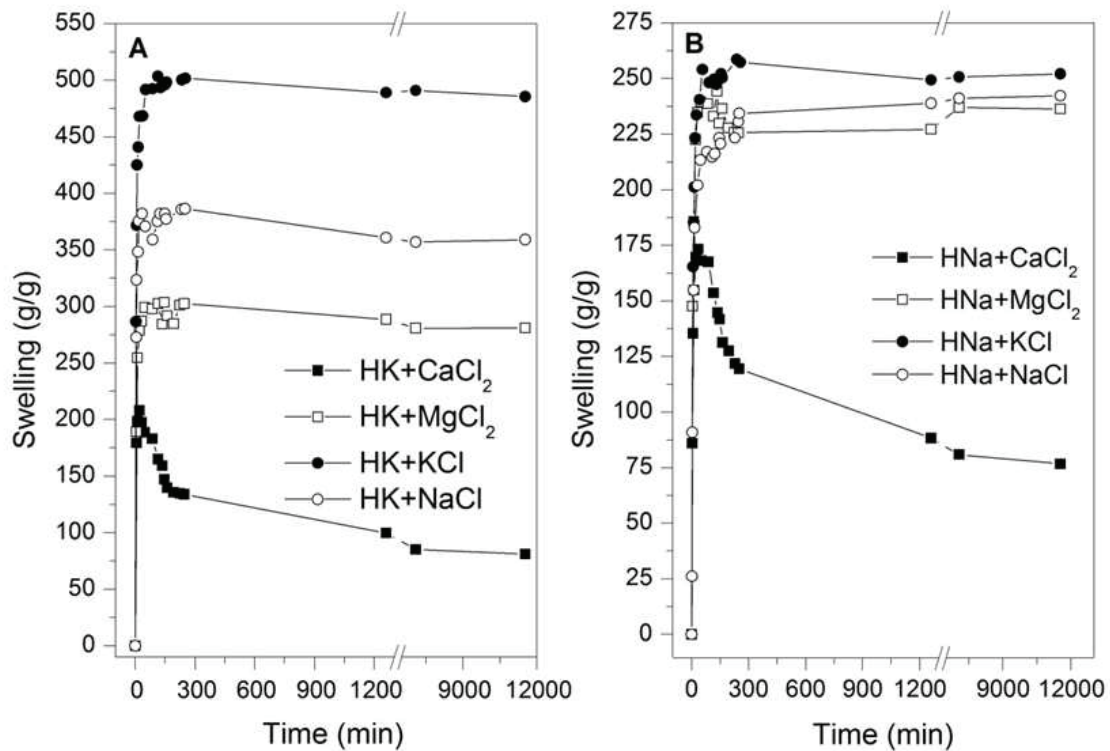 A
550
500
450
400
350
300
250
200
150
100
50
0
Swelling (g/g)
HK+CaCl₂
HK+MgCl₂
HK+KCl
HK+NaCl
0 300 600 900 1200 9000 12000
Time (min)
B
275
250
225
200
175
150
125
100
75
50
25
0
Swelling (g/g)
HNa+CaCl₂
HNa+MgCl₂
HNa+KCl
HNa+NaCl
0 300 600 900 1200 9000 12000
Time (min)